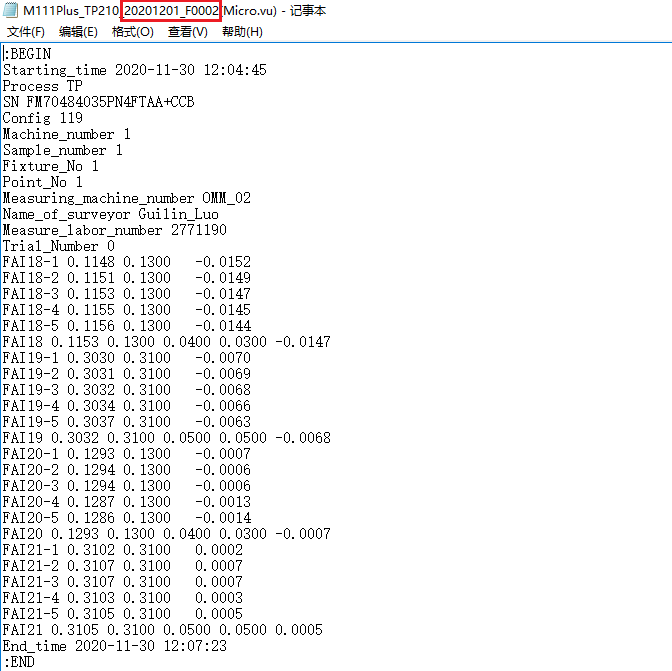 M111Plus_TP210_20201201_F0002(Micro.vu) - 记事本
文件(F) 编辑(E) 格式(O) 查看(V) 帮助(H)
:BEGIN
Starting_time 2020-11-30 12:04:45
Process TP
SN FM70484035PN4FTAA+CCB
Config 119
Machine_number 1
Sample_number 1
Fixture_No 1
Point_No 1
Measuring_machine_number OMM_02
Name_of_surveyor Guilin_Luo
Measure_labor_number 2771190
Trial_Number 0
FAI18-1 0.1148 0.1300   -0.0152
FAI18-2 0.1151 0.1300   -0.0149
FAI18-3 0.1153 0.1300   -0.0147
FAI18-4 0.1155 0.1300   -0.0145
FAI18-5 0.1156 0.1300   -0.0144
FAI18 0.1153 0.1300 0.0400 0.0300 -0.0147
FAI19-1 0.3030 0.3100   -0.0070
FAI19-2 0.3031 0.3100   -0.0069
FAI19-3 0.3032 0.3100   -0.0068
FAI19-4 0.3034 0.3100   -0.0066
FAI19-5 0.3037 0.3100   -0.0063
FAI19 0.3032 0.3100 0.0500 0.0500 -0.0068
FAI20-1 0.1293 0.1300   -0.0007
FAI20-2 0.1294 0.1300   -0.0006
FAI20-3 0.1294 0.1300   -0.0006
FAI20-4 0.1287 0.1300   -0.0013
FAI20-5 0.1286 0.1300   -0.0014
FAI20 0.1293 0.1300 0.0400 0.0300 -0.0007
FAI21-1 0.3102 0.3100   0.0002
FAI21-2 0.3107 0.3100   0.0007
FAI21-3 0.3107 0.3100   0.0007
FAI21-4 0.3103 0.3100   0.0003
FAI21-5 0.3105 0.3100   0.0005
FAI21 0.3105 0.3100 0.0500 0.0500 0.0005
End_time 2020-11-30 12:07:23
:END